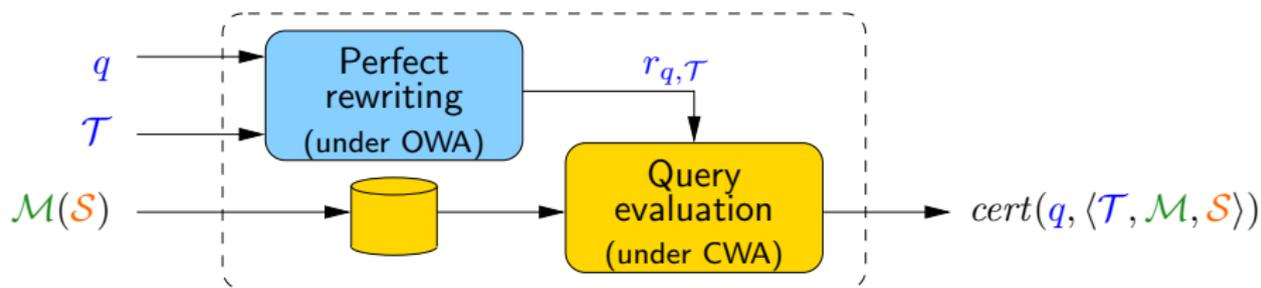 q
𝒯
ℳ(𝒮)
Perfect
rewriting
(under OWA)
r_{q,𝒯}
Query
evaluation
(under CWA)
cert(q, ⟨𝒯, ℳ, 𝒮⟩)